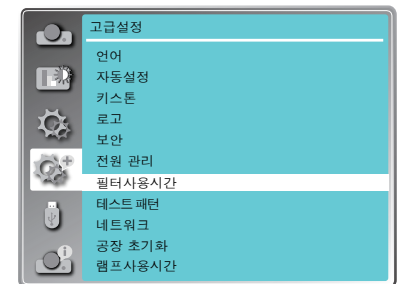 고급설정
언어
자동설정
키스톤
로고
보안
전원 관리
필터사용시간
테스트 패턴
네트워크
공장 초기화
램프사용시간